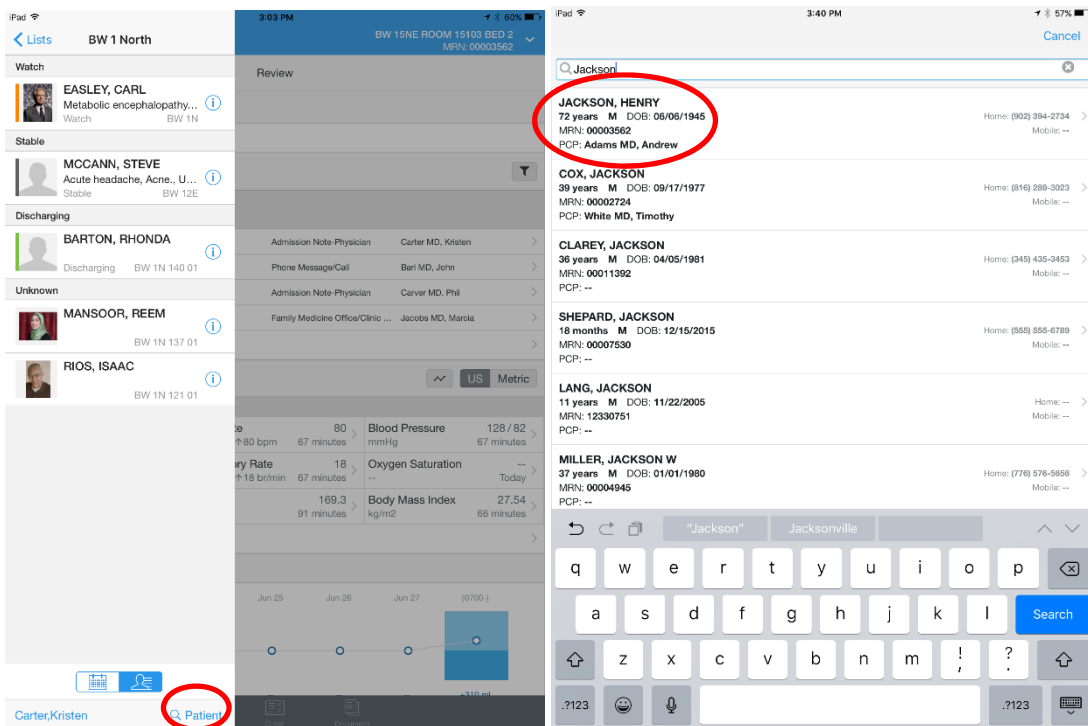 iPad 3:03 PM 60%
Lists BW 1 North
Watch
EASLEY, CARL
Metabolic encephalopathy...
Watch BW 1N
Stable
MCCANN, STEVE
Acute headache, Acne., U...
Stable BW 12E
Discharging
BARTON, RHONDA
Discharging BW 1N 140 01
Unknown
MANSOOR, REEM
BW 1N 137 01
RIOS, ISAAC
BW 1N 121 01
Carter,Kristen Patient
BW 15NE ROOM 15103 BED 2
MRN: 00003562
Review
Admission Note-Physician Carter MD, Kristen
Phone Message/Call Bari MD, John
Admission Note-Physician Carver MD, Phil
Family Medicine Office/Clinic ... Jacobs MD, Marcia
US Metric
te 80 Blood Pressure 128 / 82
↑80 bpm 67 minutes mmHg 67 minutes
ory Rate 18 Oxygen Saturation --
↑18 br/min 67 minutes -- Today
169.3 Body Mass Index 27.54
91 minutes kg/m2 66 minutes
Jun 25 Jun 26 Jun 27 (0700-)
+310 ml
Document
iPad 3:40 PM 57%
Cancel
Jackson
JACKSON, HENRY
72 years M DOB: 06/06/1945 Home: (902) 394-2734
MRN: 00003562 Mobile: --
PCP: Adams MD, Andrew
COX, JACKSON
39 years M DOB: 09/17/1977 Home: (816) 289-3023
MRN: 00002724 Mobile: --
PCP: White MD, Timothy
CLAREY, JACKSON
36 years M DOB: 04/05/1981 Home: (345) 435-3453
MRN: 00011392 Mobile: --
PCP: --
SHEPARD, JACKSON
18 months M DOB: 12/15/2015 Home: (555) 555-6789
MRN: 00007530 Mobile: --
PCP: --
LANG, JACKSON
11 years M DOB: 11/22/2005 Home: --
MRN: 12330751 Mobile: --
PCP: --
MILLER, JACKSON W
37 years M DOB: 01/01/1980 Home: (776) 576-5856
MRN: 00004945 Mobile: --
PCP: --
"Jackson" Jacksonville
q w e r t y u i o p
a s d f g h j k l Search
z x c v b n m ! , ? .
.?123 .?123